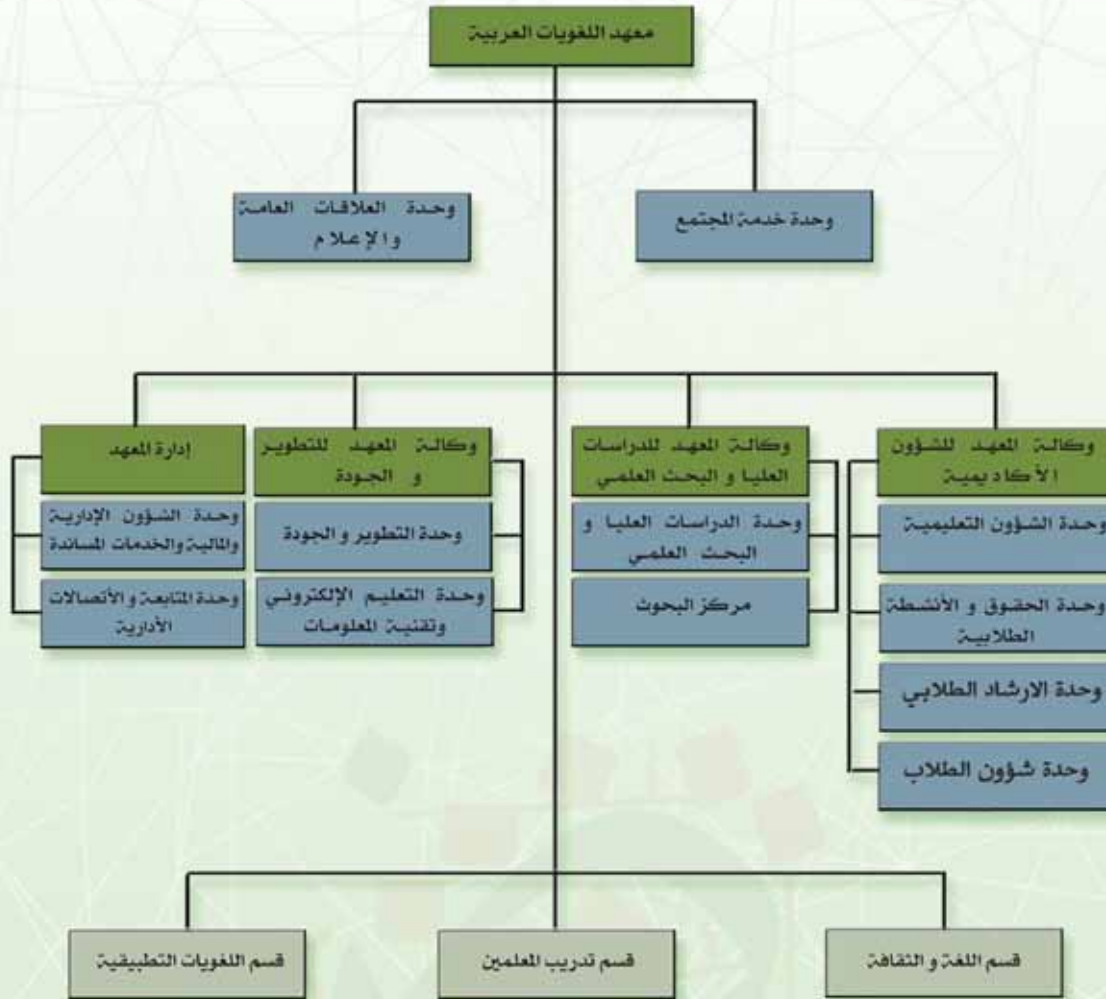 معهد اللغويات العربية
وحدة خدمة المجتمع
وحدة العلاقات العامة
والإعلام
وكالة المعهد للشؤون
الأكاديمية
وحدة الشؤون التعليمية
وحدة الحقوق و الأنشطة
الطلابية
وحدة الارشاد الطلابي
وحدة شؤون الطلاب
وكالة المعهد للدراسات
العليا و البحث العلمي
وحدة الدراسات العليا و
البحث العلمي
مركز البحوث
وكالة المعهد للتطوير
و الجودة
وحدة التطوير و الجودة
وحدة التعليم الإلكتروني
وتقنية المعلومات
إدارة المعهد
وحدة الشؤون الإدارية
والمالية والخدمات المساندة
وحدة المتابعة و الأتصالات
الأدارية
قسم اللغة و الثقافة
قسم تدريب المعلمين
قسم اللغويات التطبيقية